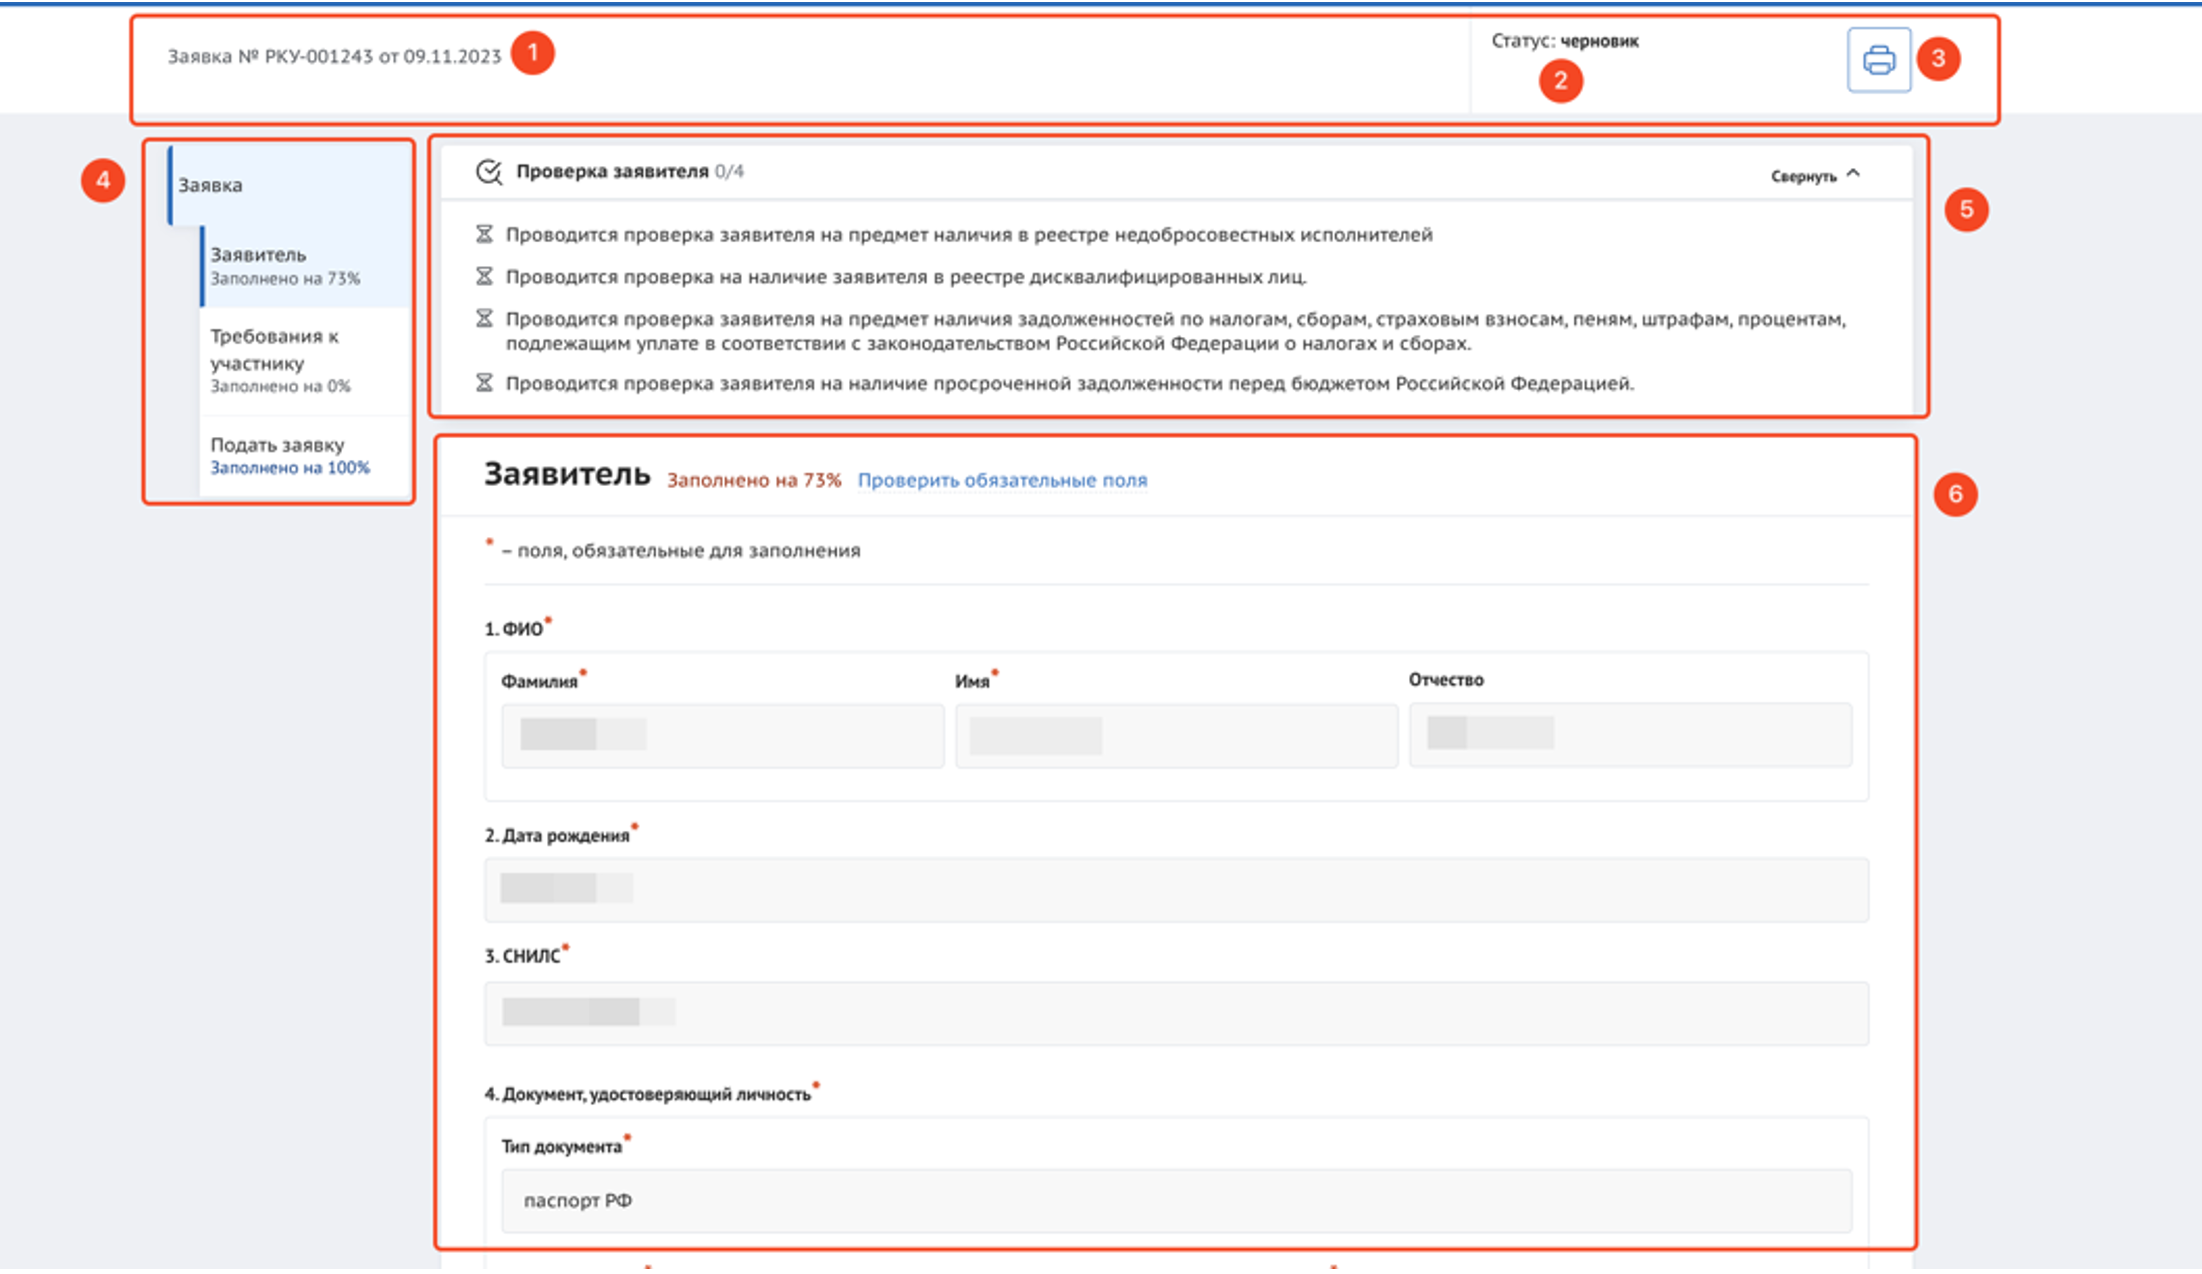 Заявка № РКУ-001243 от 09.11.2023
1
Статус: черновик
2
3
4
Заявка
Заявитель
Заполнено на 73%
Требования к
участнику
Заполнено на 0%
Подать заявку
Заполнено на 100%
Проверка заявителя 0/4
Свернуть
5
Проводится проверка заявителя на предмет наличия в реестре недобросовестных исполнителей
Проводится проверка на наличие заявителя в реестре дисквалифицированных лиц.
Проводится проверка заявителя на предмет наличия задолженностей по налогам, сборам, страховым взносам, пеням, штрафам, процентам,
подлежащим уплате в соответствии с законодательством Российской Федерации о налогах и сборах.
Проводится проверка заявителя на наличие просроченной задолженности перед бюджетом Российской Федерацией.
Заявитель Заполнено на 73% Проверить обязательные поля
6
* – поля, обязательные для заполнения
1. ФИО*
Фамилия* Имя* Отчество
2. Дата рождения*
3. СНИЛС*
4. Документ, удостоверяющий личность*
Тип документа*
паспорт РФ